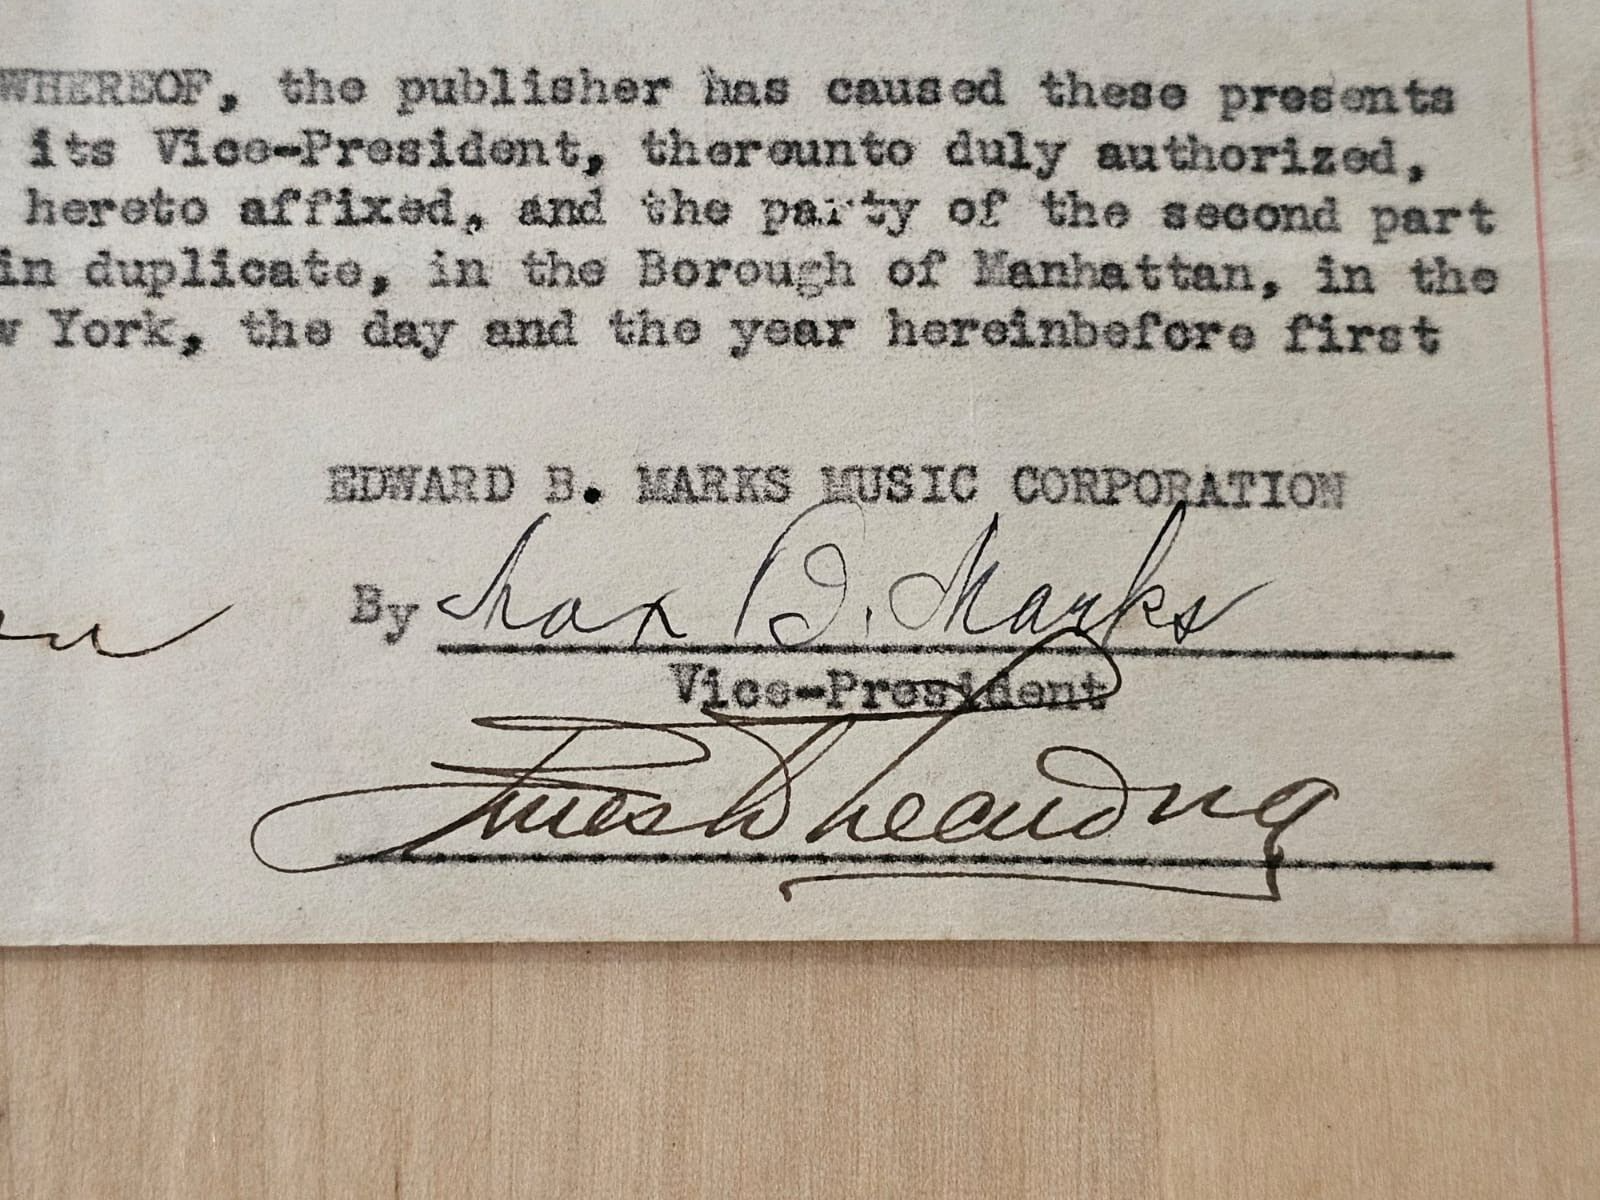 WHEREOF, the publisher has caused these presents
its Vice-President, thereunto duly authorized,
hereto affixed, and the party of the second part
in duplicate, in the Borough of Manhattan, in the
w York, the day and the year hereinbefore first
EDWARD B. MARKS MUSIC CORPORATION
By Max B. Marks
Vice-President